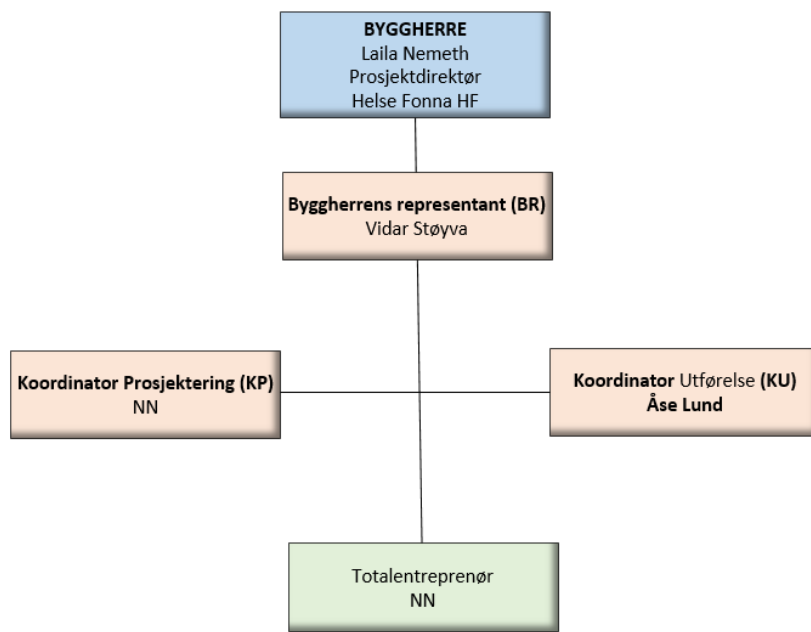 BYGGHERRE
Laila Nemeth
Prosjektdirektør
Helse Fonna HF
Byggherrens representant (BR)
Vidar Støyva
Koordinator Prosjektering (KP)
NN
Koordinator Utførelse (KU)
Åse Lund
Totalentreprenør
NN